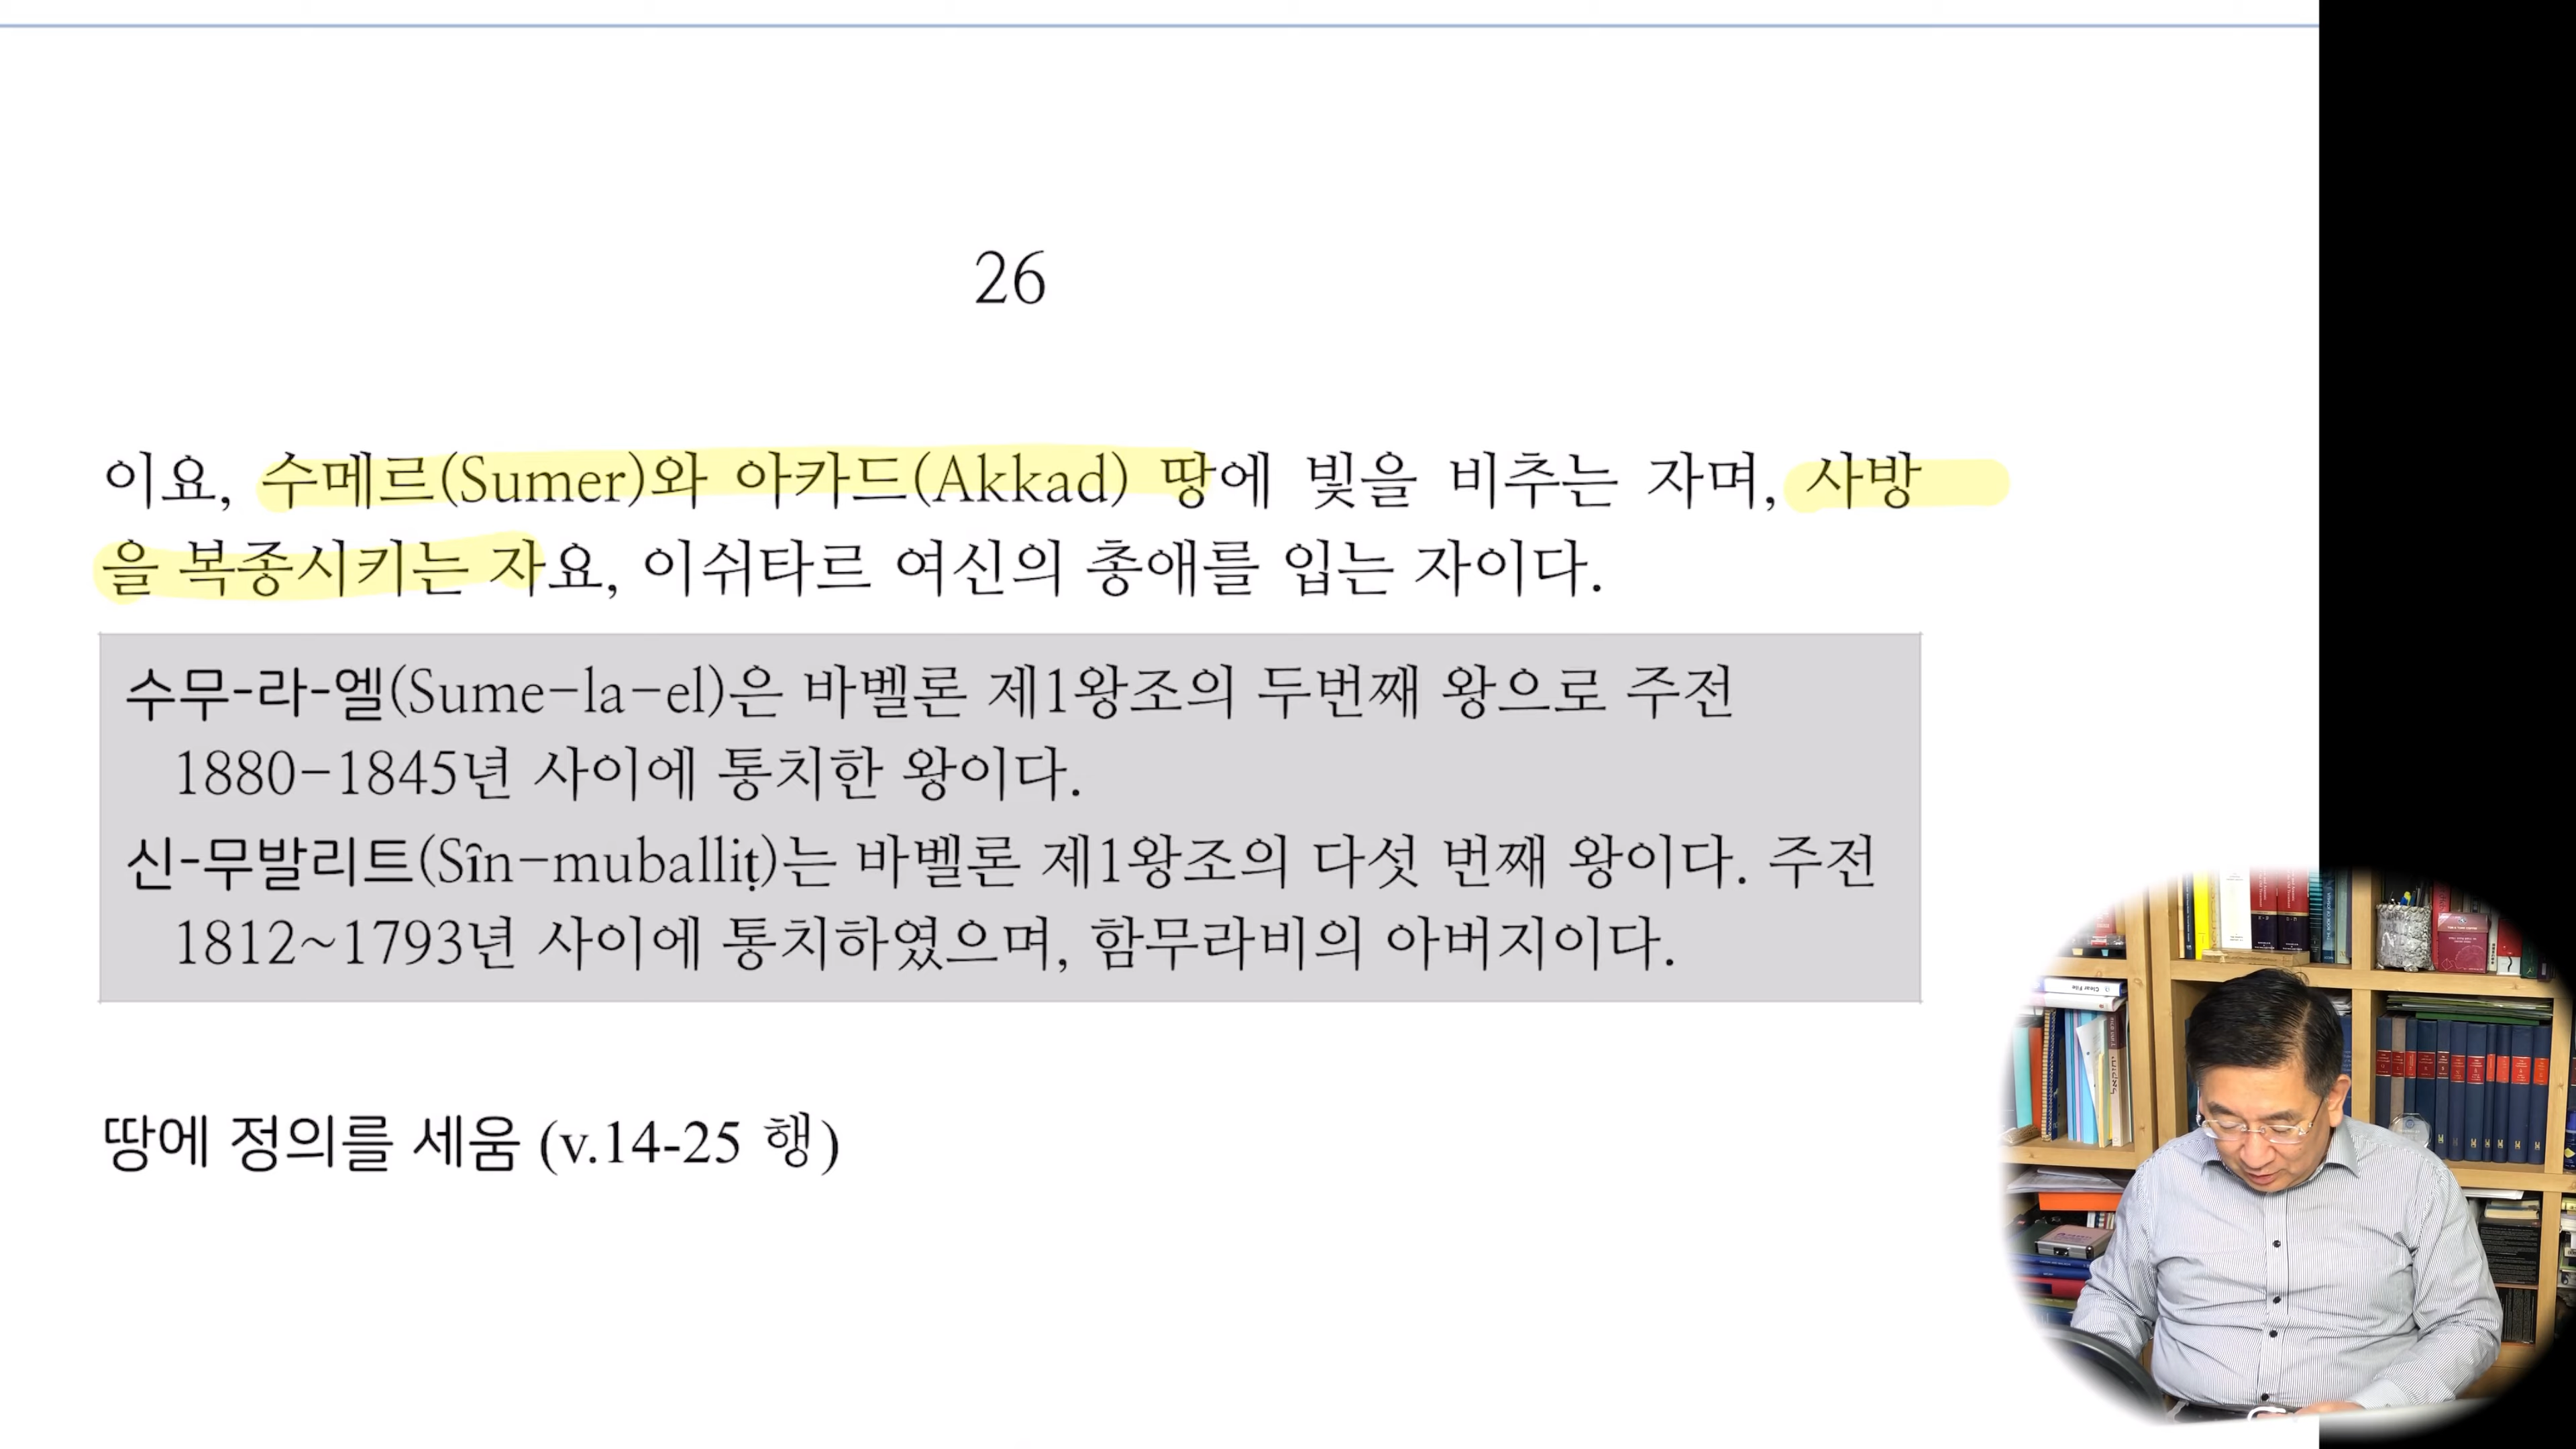 26
이요, 수메르(Sumer)와 아카드(Akkad) 땅에 빛을 비추는 자며, 사방
을 복종시키는 자요, 이쉬타르 여신의 총애를 입는 자이다.
수무-라-엘(Sume-la-el)은 바벨론 제1왕조의 두번째 왕으로 주전
1880-1845년 사이에 통치한 왕이다.
신-무발리트(Sîn-muballiṭ)는 바벨론 제1왕조의 다섯 번째 왕이다. 주전
1812~1793년 사이에 통치하였으며, 함무라비의 아버지이다.
땅에 정의를 세움 (v.14-25 행)
Clear File